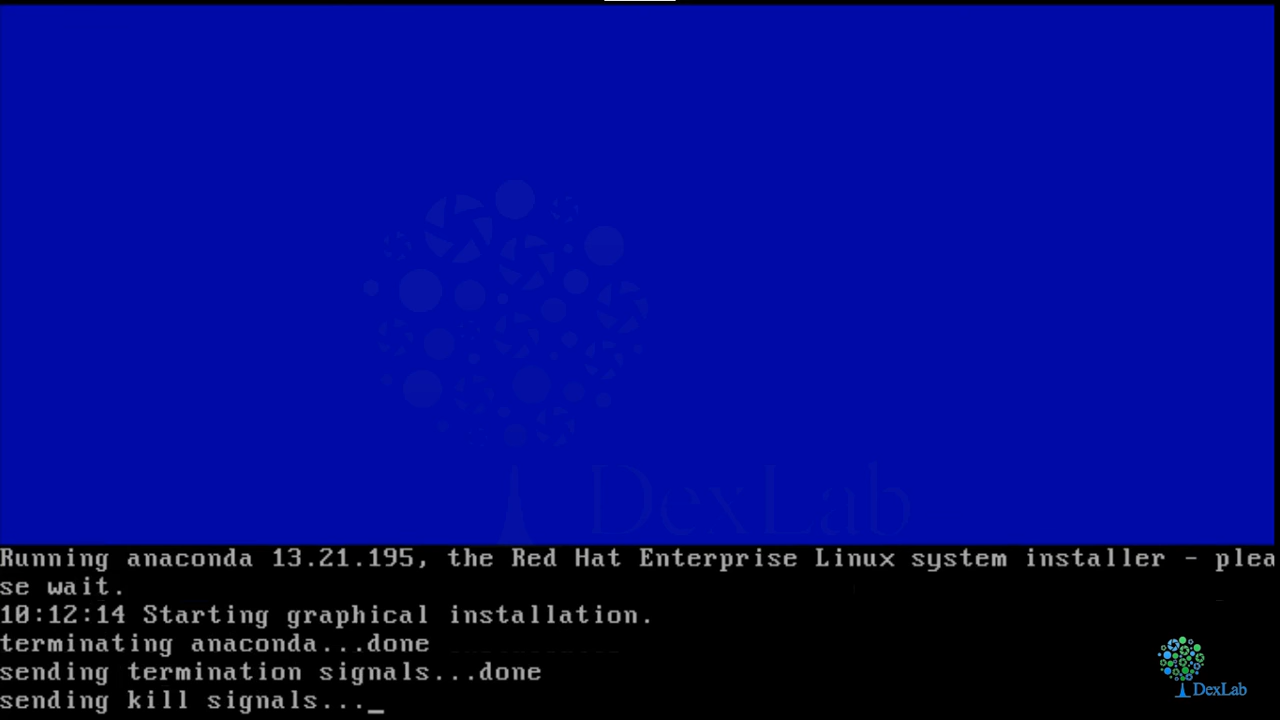 DexLab
Running anaconda 13.21.195, the Red Hat Enterprise Linux system installer - plea
se wait.
10:12:14 Starting graphical installation.
terminating anaconda...done
sending termination signals...done
sending kill signals..._
DexLab